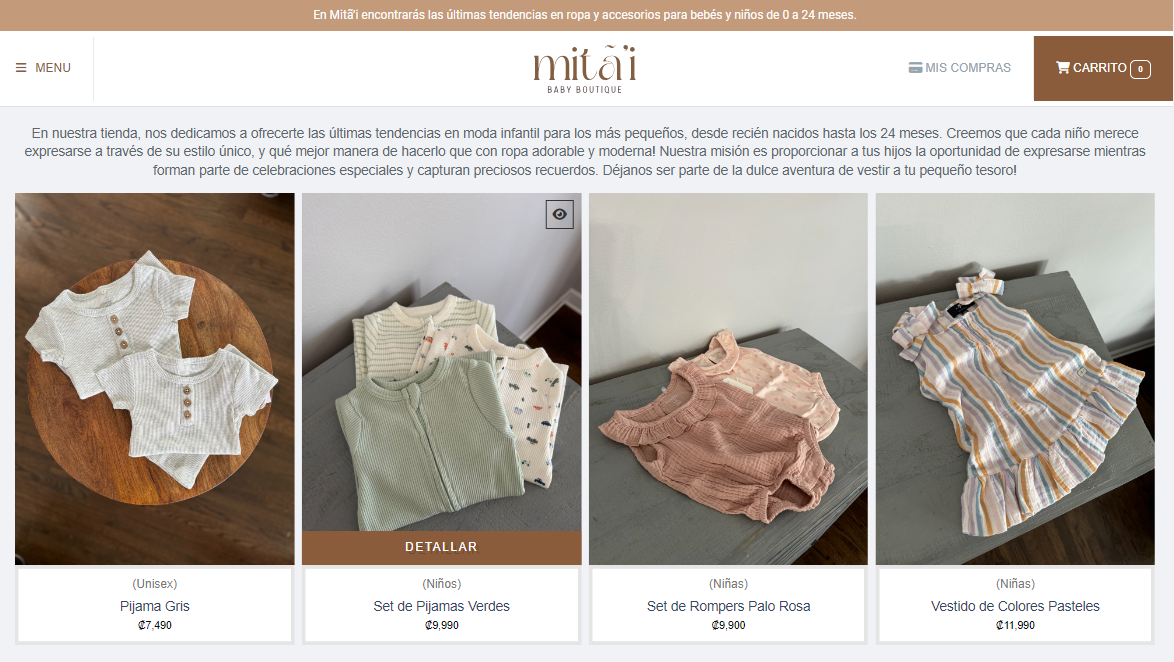 En Mitã'i encontrarás las últimas tendencias en ropa y accesorios para bebés y niños de 0 a 24 meses.
MENU
mitã'i
BABY BOUTIQUE
MIS COMPRAS
CARRITO 0
En nuestra tienda, nos dedicamos a ofrecerte las últimas tendencias en moda infantil para los más pequeños, desde recién nacidos hasta los 24 meses. Creemos que cada niño merece
expresarse a través de su estilo único, y qué mejor manera de hacerlo que con ropa adorable y moderna! Nuestra misión es proporcionar a tus hijos la oportunidad de expresarse mientras
forman parte de celebraciones especiales y capturan preciosos recuerdos. Déjanos ser parte de la dulce aventura de vestir a tu pequeño tesoro!
DETALLAR
(Unisex)
Pijama Gris
₡7,490
(Niños)
Set de Pijamas Verdes
₡9,990
(Niñas)
Set de Rompers Palo Rosa
₡9,900
(Niñas)
Vestido de Colores Pasteles
₡11,990